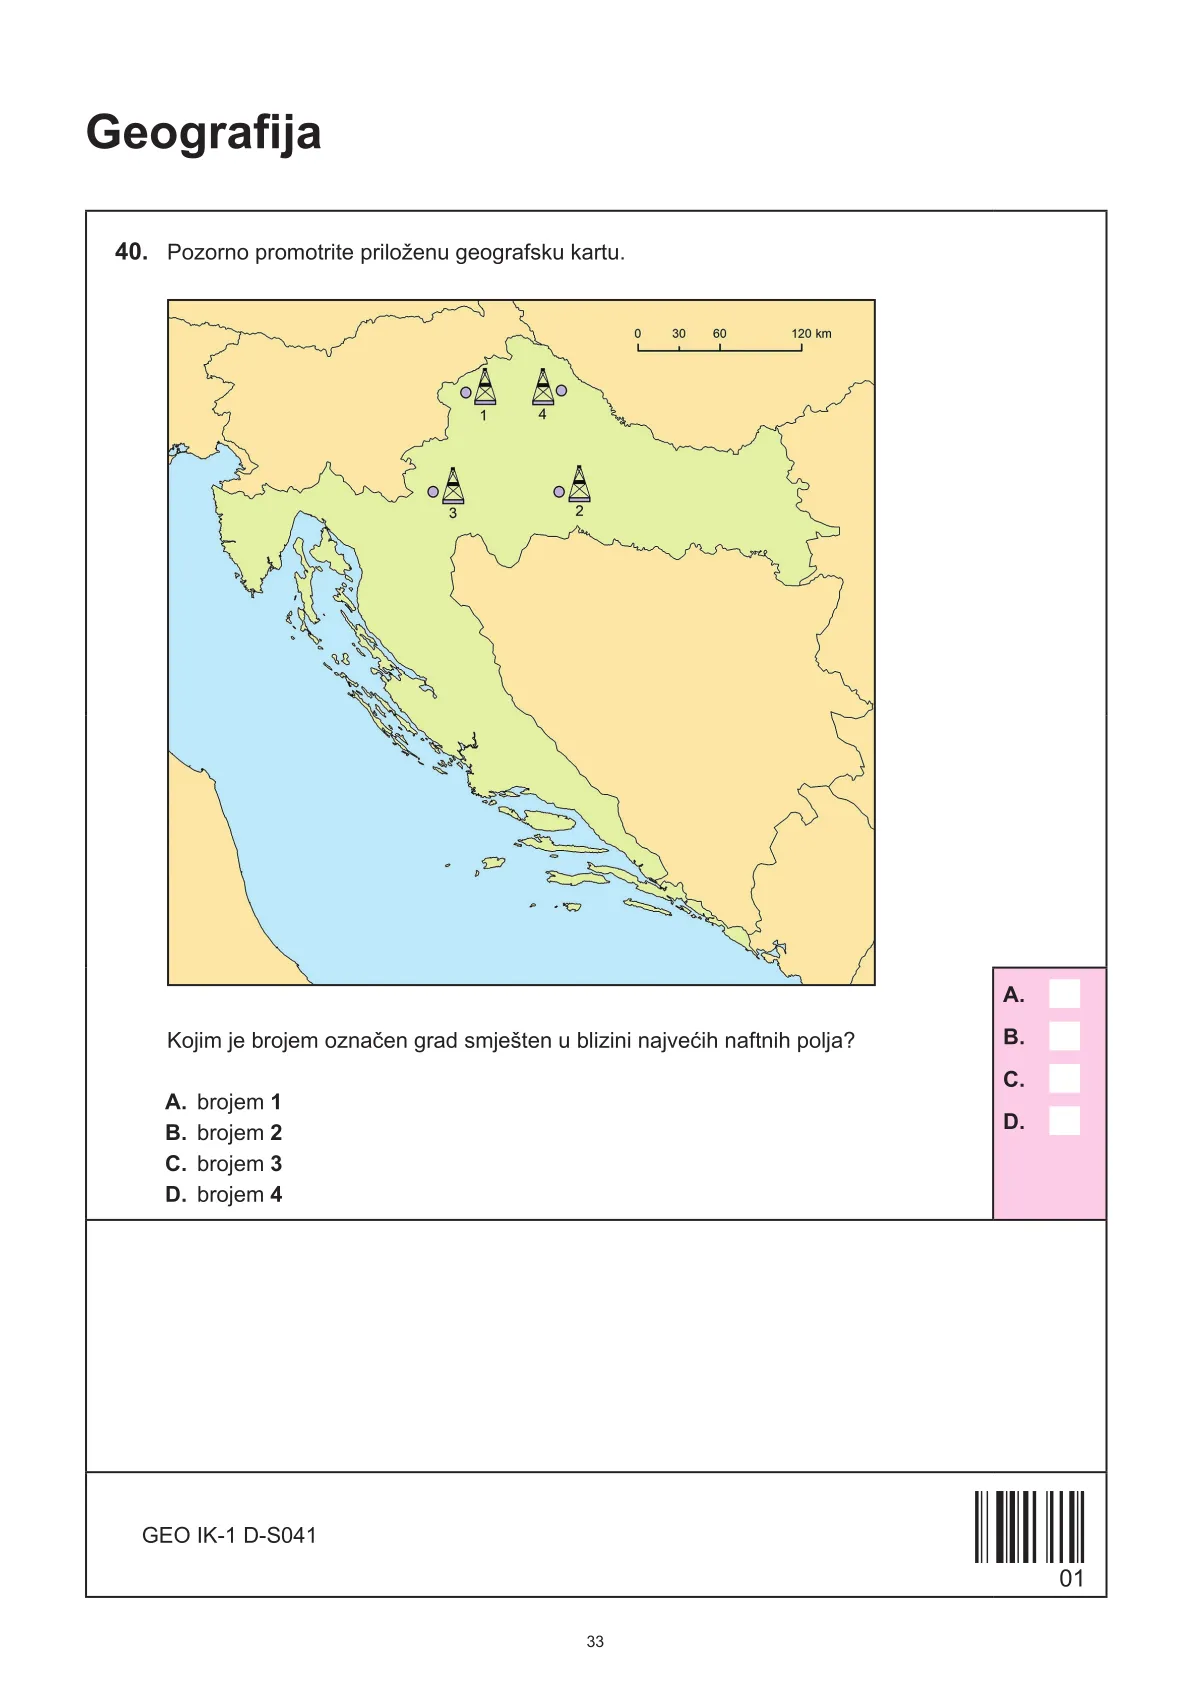 Geografija
40. Pozorno promotrite priloženu geografsku kartu.
0 30 60 120 km
1 4
3 2
Kojim je brojem označen grad smješten u blizini najvećih naftnih polja?
A. brojem 1
B. brojem 2
C. brojem 3
D. brojem 4
A.
B.
C.
D.
GEO IK-1 D-S041
01
33